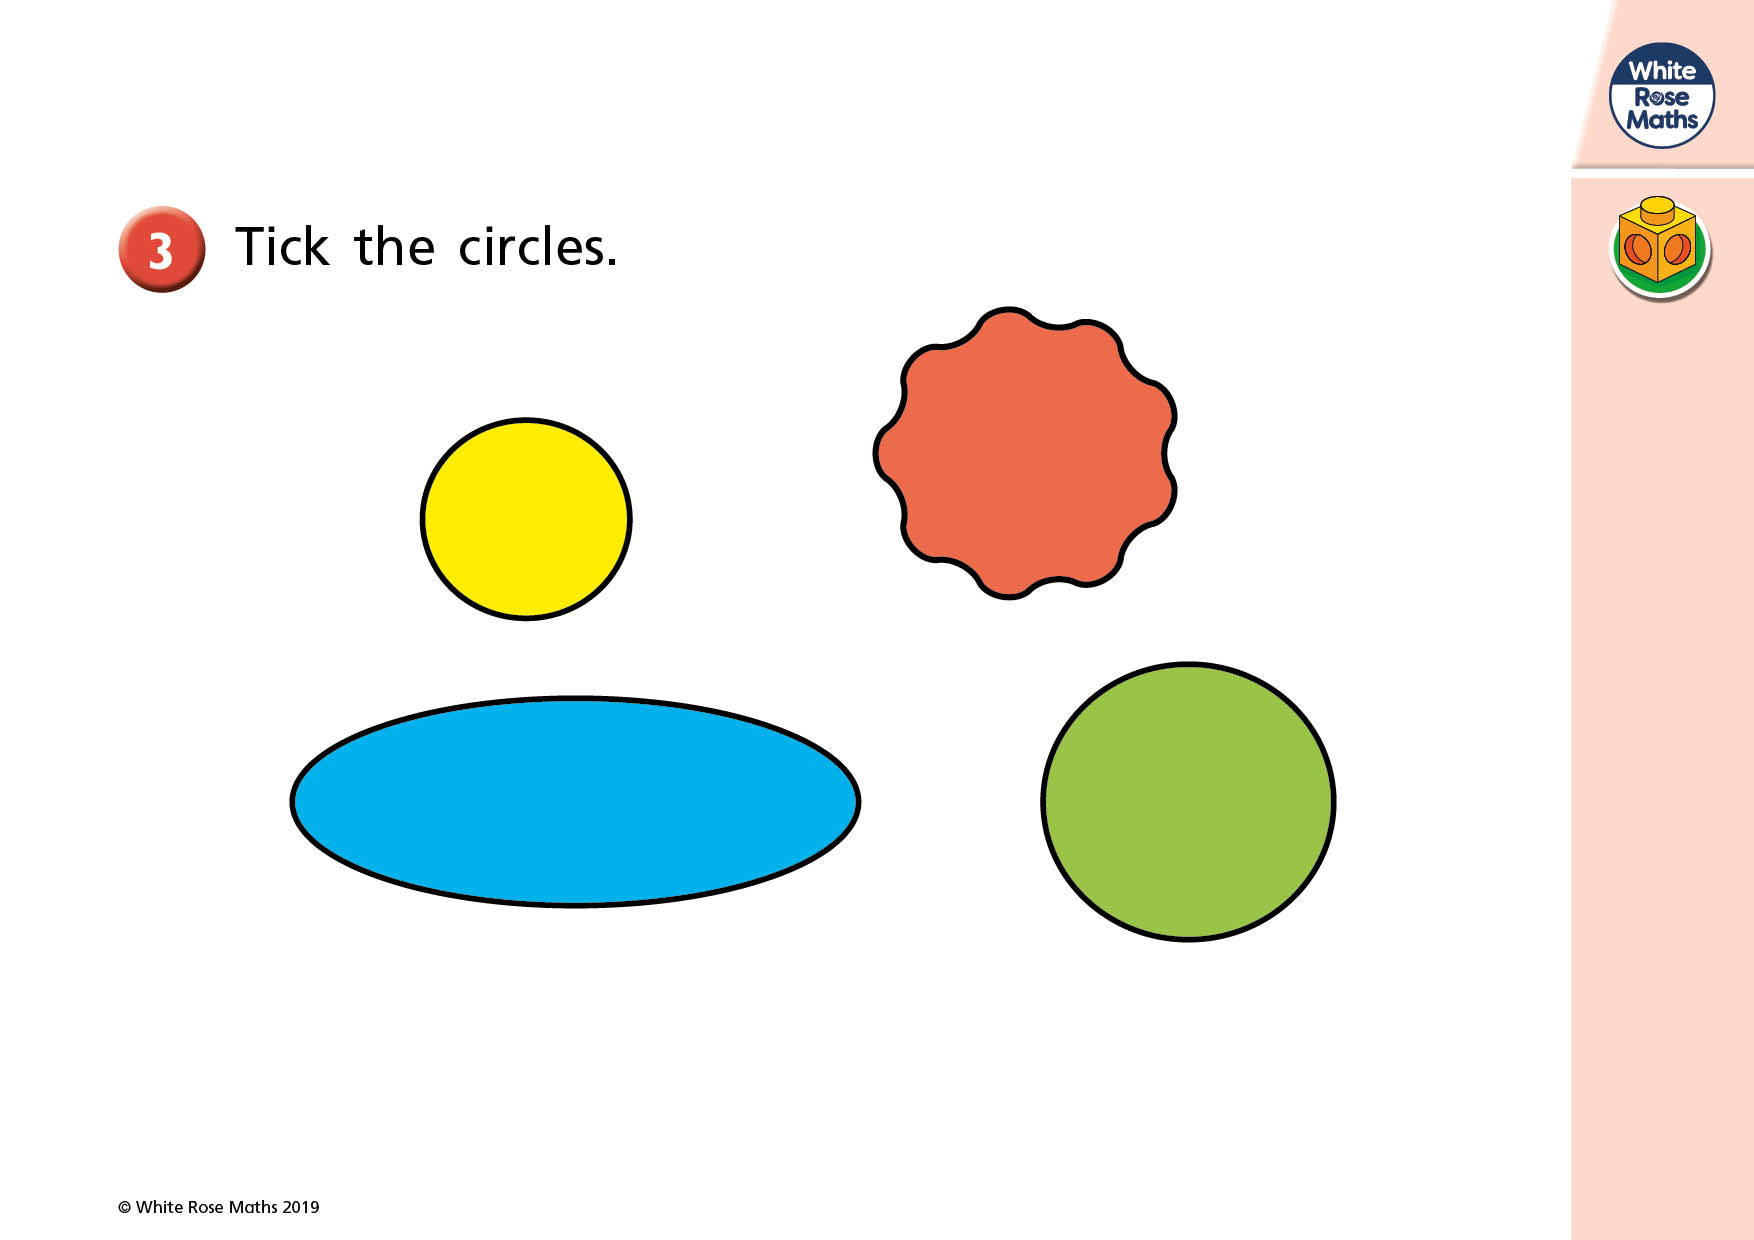 White
Rose
Maths
3 Tick the circles.
© White Rose Maths 2019